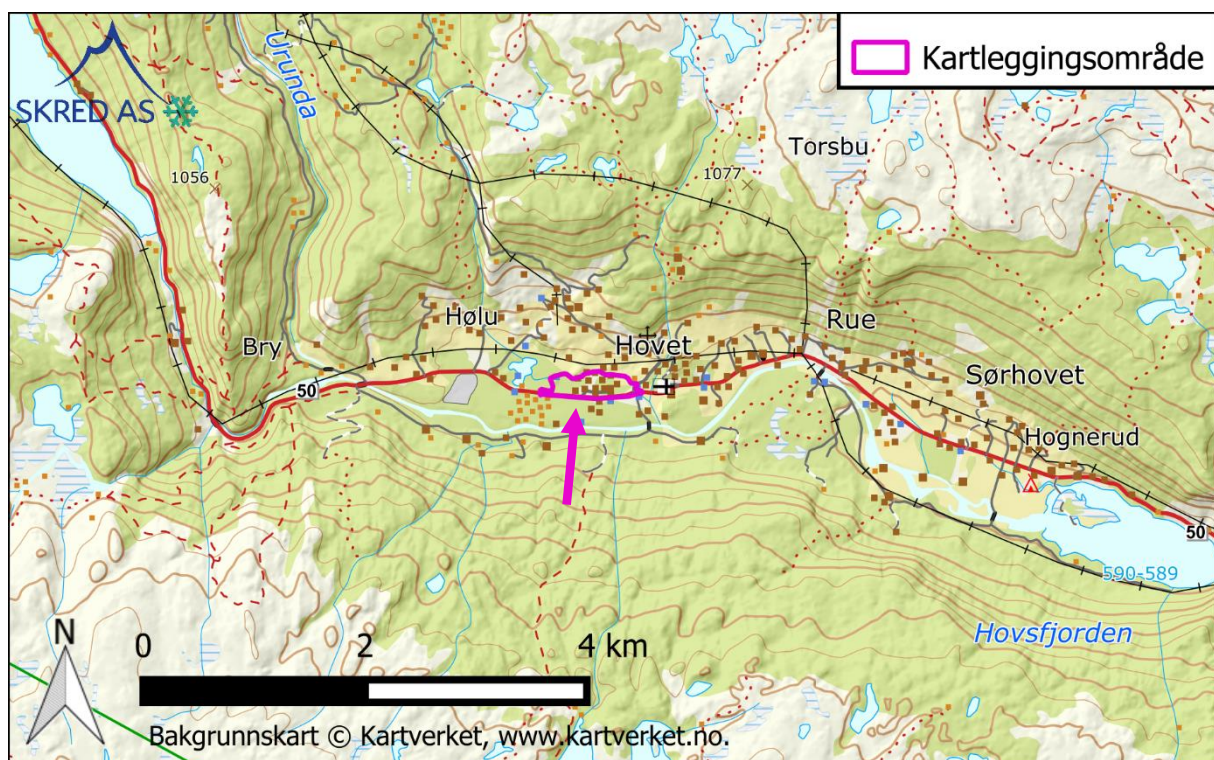 Kartleggingsområde
SKRED AS
Urunda
Torsbu
1056
1077
Hølu
Hovet
Rue
Bry
50
Sørhovet
Hognerud
50
590-589
Hovsfjorden
N
0 2 4 km
Bakgrunnskart © Kartverket, www.kartverket.no.